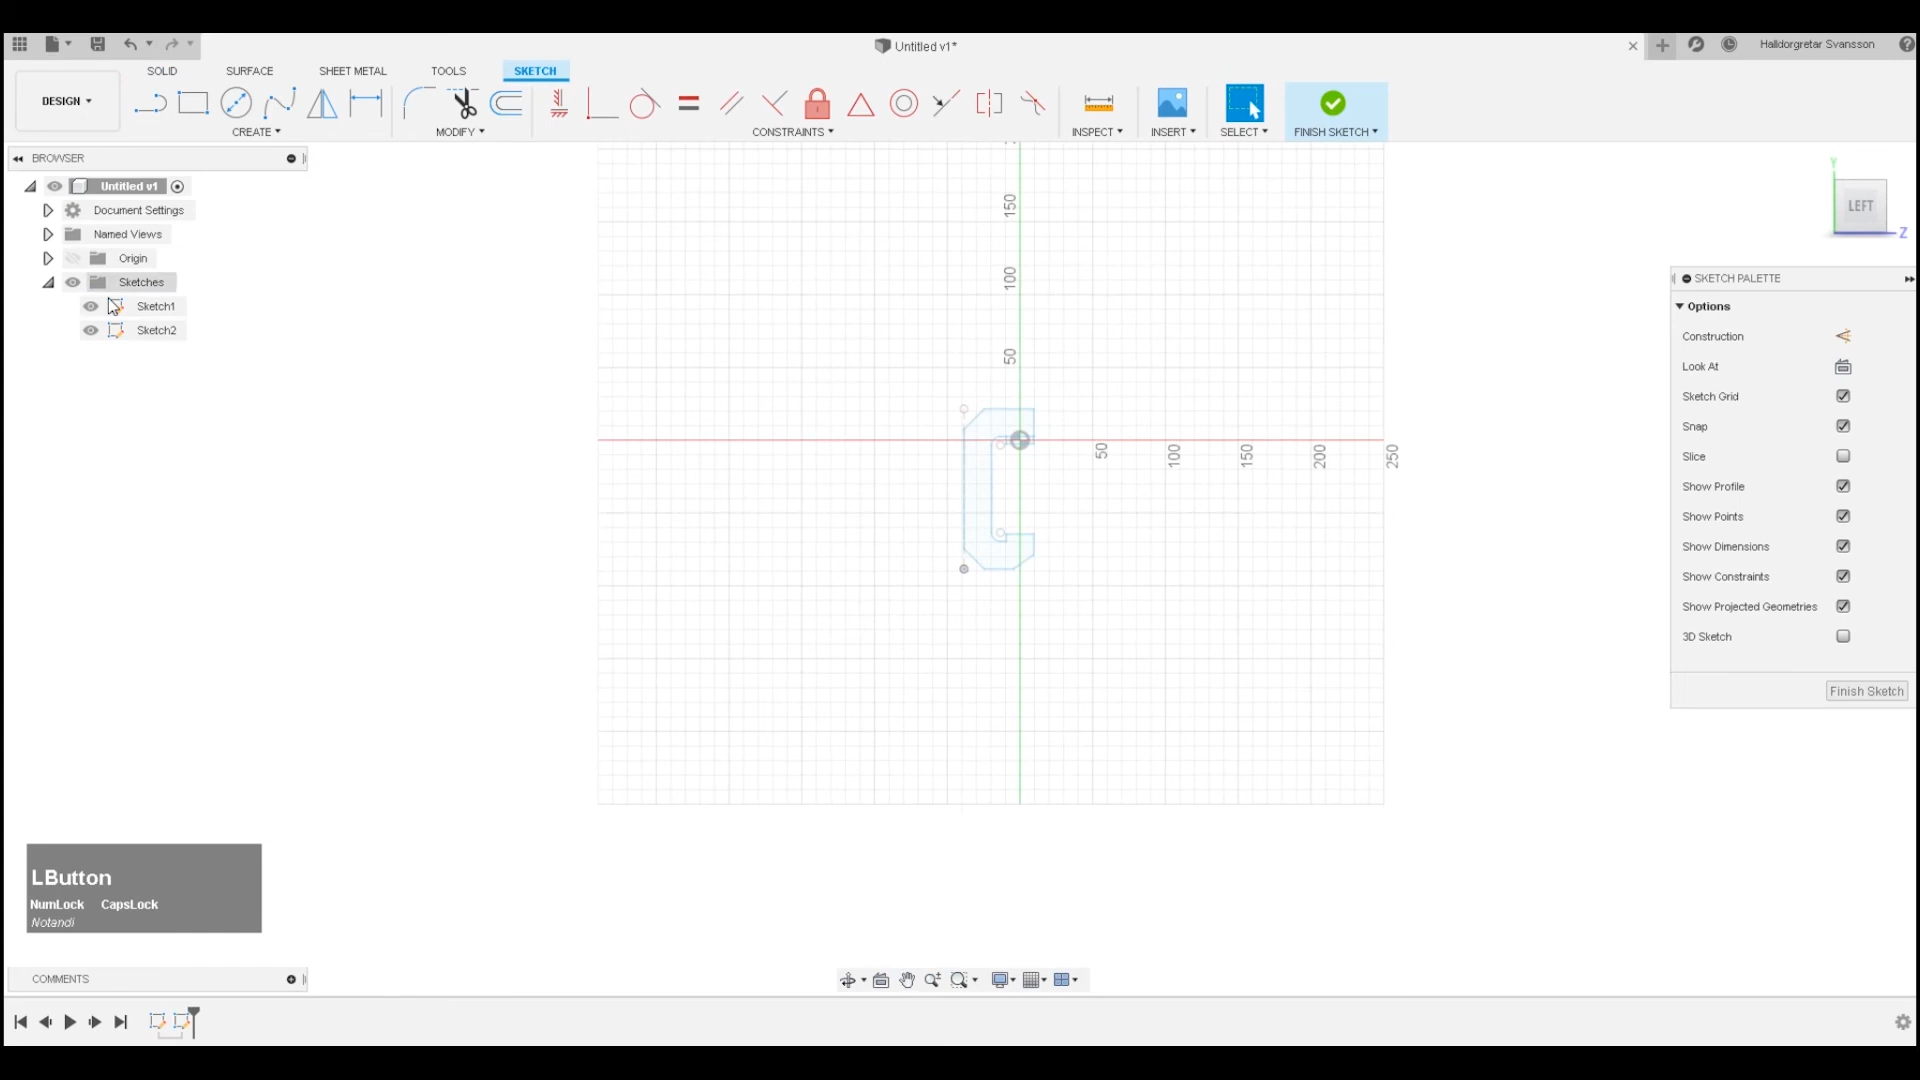 Untitled v1*
Halldorgretar Svansson
SOLID SURFACE SHEET METAL TOOLS SKETCH
DESIGN
CREATE MODIFY CONSTRAINTS INSPECT INSERT SELECT FINISH SKETCH
BROWSER
Untitled v1
Document Settings
Named Views
Origin
Sketches
Sketch1
Sketch2
150
100
50
50
100
150
200
250
Y
LEFT
Z
SKETCH PALETTE
Options
Construction
Look At
Sketch Grid
Snap
Slice
Show Profile
Show Points
Show Dimensions
Show Constraints
Show Projected Geometries
3D Sketch
Finish Sketch
LButton
NumLock CapsLock
Notandi
COMMENTS